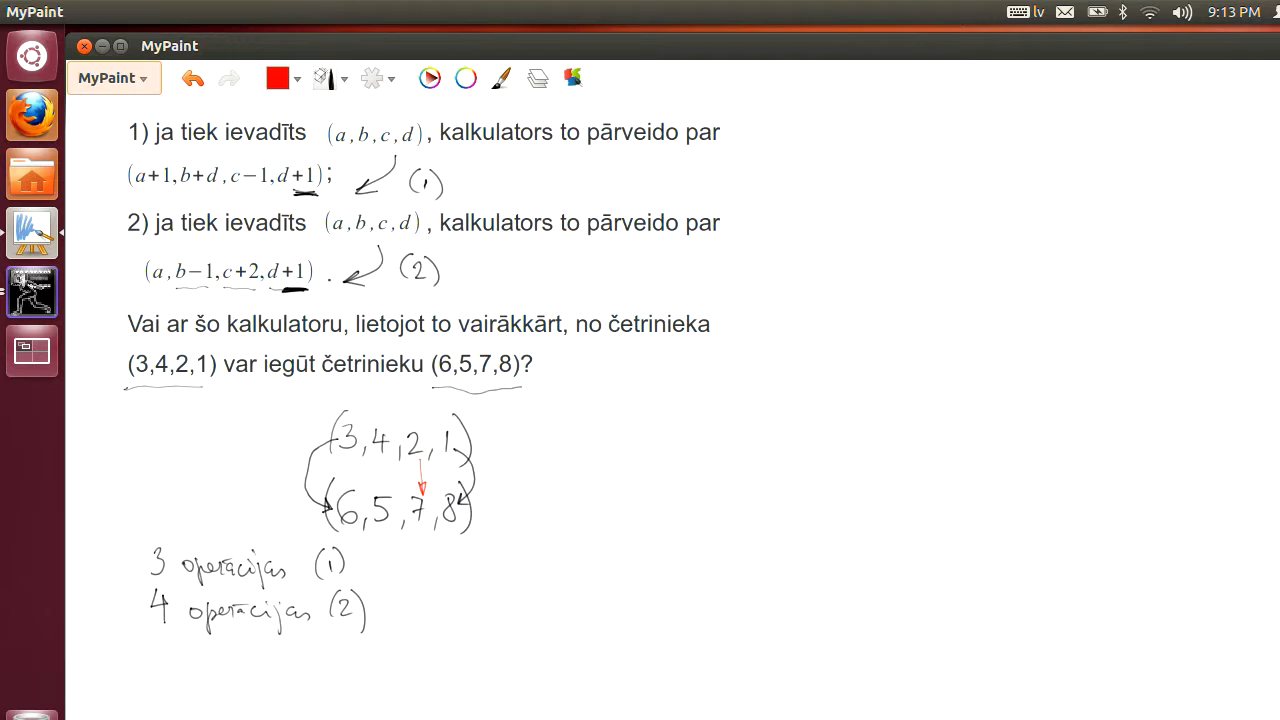 MyPaint
lv
9:13 PM
MyPaint
MyPaint
1) ja tiek ievadīts (a,b,c,d), kalkulators to pārveido par
(a+1,b+d,c−1,d+1);
(1)
2) ja tiek ievadīts (a,b,c,d), kalkulators to pārveido par
(a,b−1,c+2,d+1) .
(2)
Vai ar šo kalkulatoru, lietojot to vairākkārt, no četrinieka
(3,4,2,1) var iegūt četrinieku (6,5,7,8)?
(3,4,2,1)
(6,5,7,8)
3 operācijas (1)
4 operācijas (2)